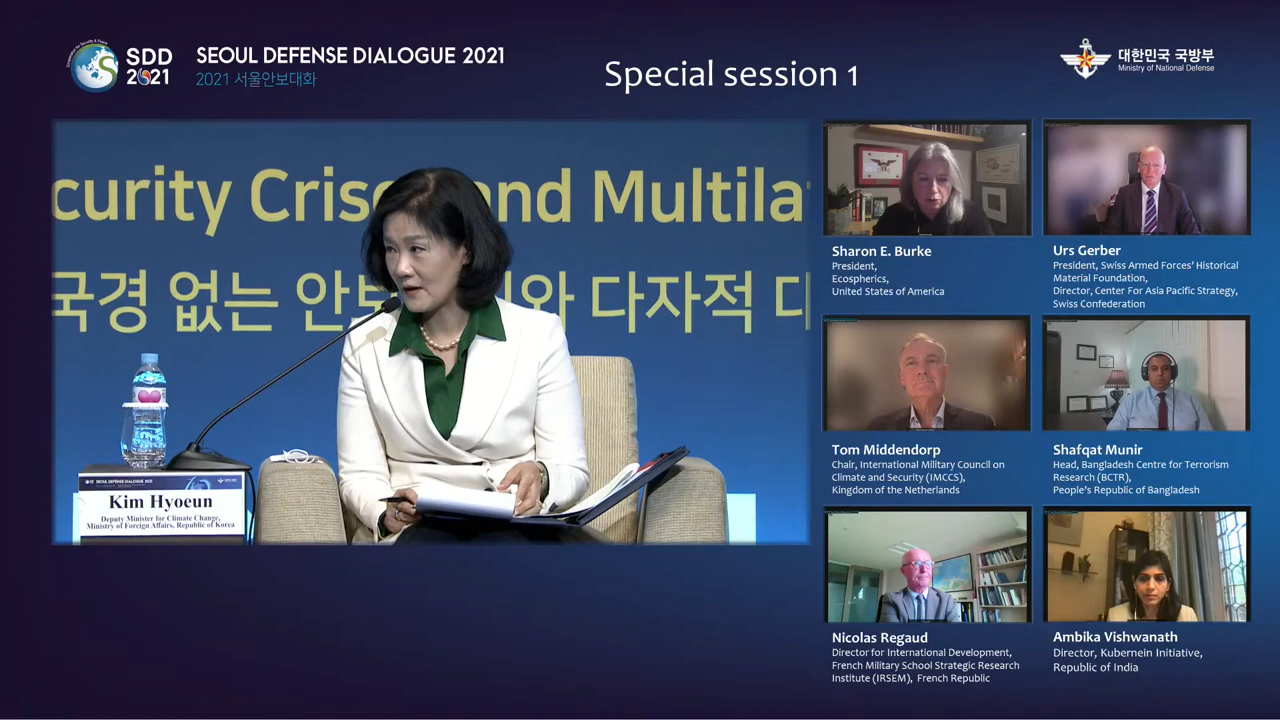 SDD
2021
SEOUL DEFENSE DIALOGUE 2021
2021 서울안보대화
Special session 1
대한민국 국방부
Ministry of National Defense
curity Cris and Multila
국경 없는 안보 와 다자적 대
SEOUL DEFENSE DIALOGUE 2021
Kim Hyoeun
Deputy Minister for Climate Change,
Ministry of Foreign Affairs, Republic of Korea
Sharon E. Burke
President,
Ecospherics,
United States of America
Urs Gerber
President, Swiss Armed Forces' Historical
Material Foundation,
Director, Center For Asia Pacific Strategy,
Swiss Confederation
Tom Middendorp
Chair, International Military Council on
Climate and Security (IMCCS),
Kingdom of the Netherlands
Shafqat Munir
Head, Bangladesh Centre for Terrorism
Research (BCTR),
People's Republic of Bangladesh
Nicolas Regaud
Director for International Development,
French Military School Strategic Research
Institute (IRSEM), French Republic
Ambika Vishwanath
Director, Kubernein Initiative,
Republic of India